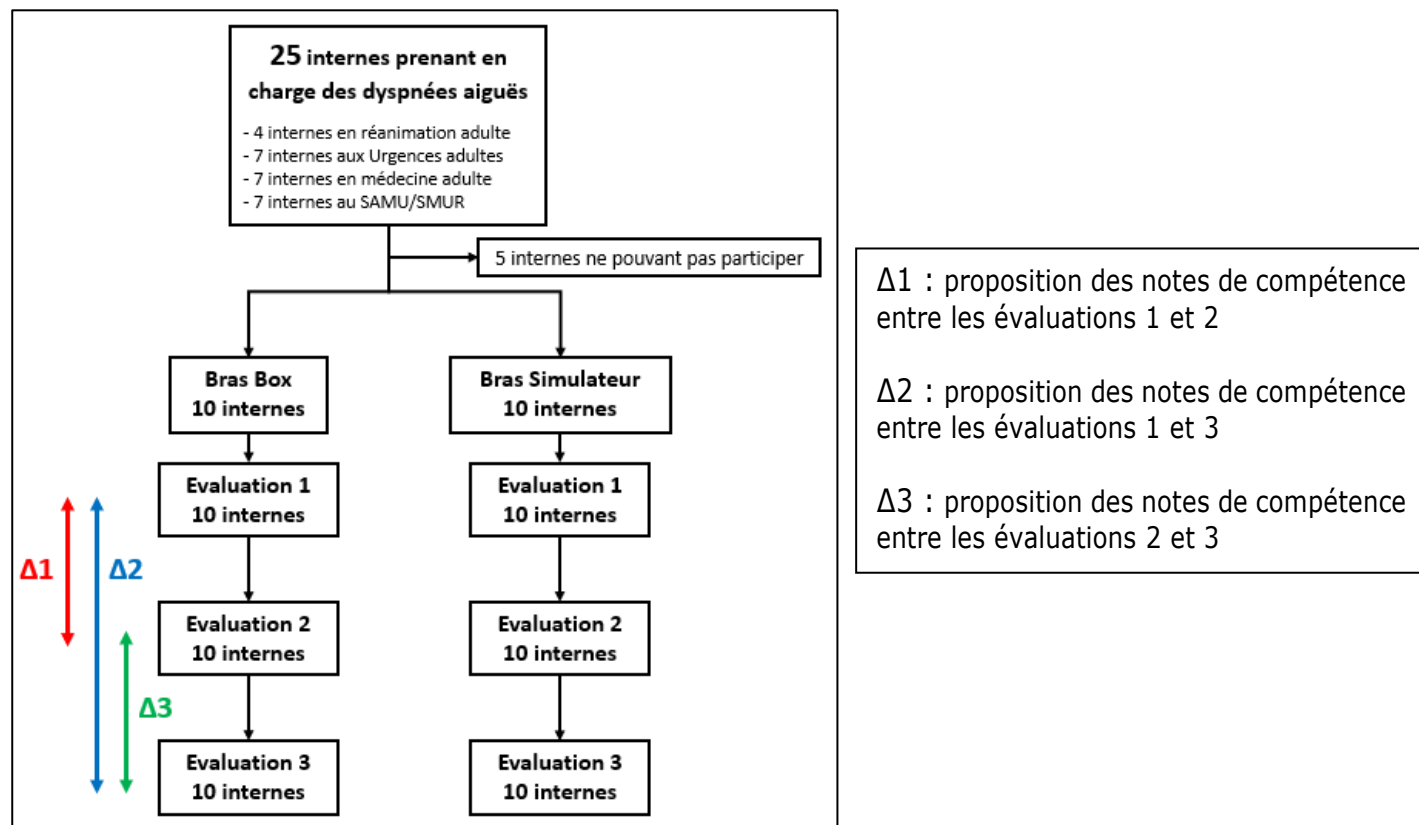 25 internes prenant en
charge des dyspnées aiguës
- 4 internes en réanimation adulte
- 7 internes aux Urgences adultes
- 7 internes en médecine adulte
- 7 internes au SAMU/SMUR
5 internes ne pouvant pas participer
Bras Box
10 internes
Bras Simulateur
10 internes
Evaluation 1
10 internes
Evaluation 1
10 internes
Δ1
Δ2
Evaluation 2
10 internes
Evaluation 2
10 internes
Δ3
Evaluation 3
10 internes
Evaluation 3
10 internes
Δ1 : proposition des notes de compétence
entre les évaluations 1 et 2
Δ2 : proposition des notes de compétence
entre les évaluations 1 et 3
Δ3 : proposition des notes de compétence
entre les évaluations 2 et 3